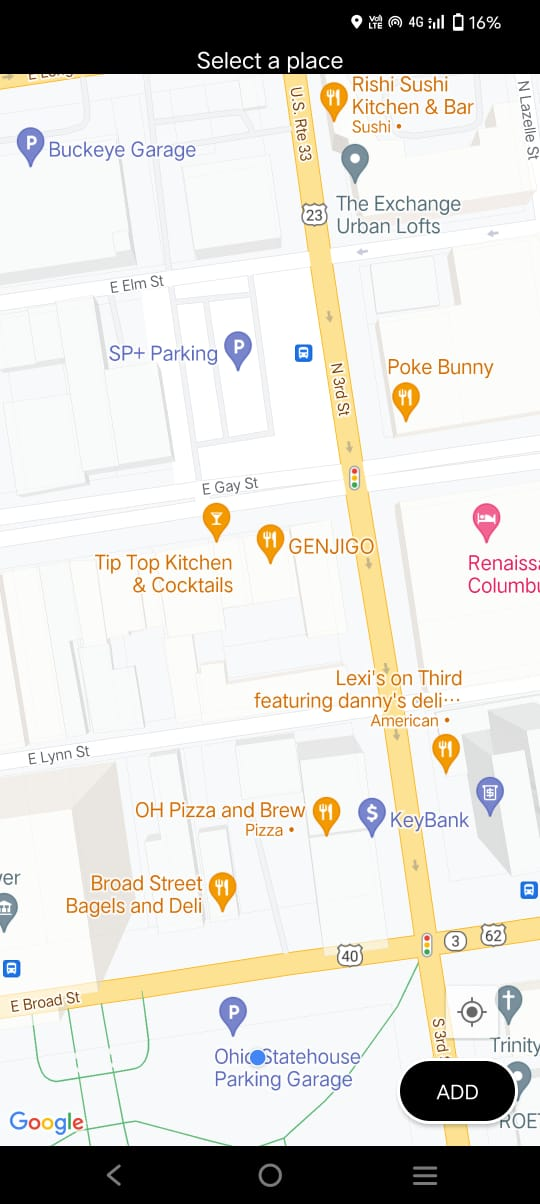 Vo)
LTE
4G
16%
Select a place
Rishi Sushi
Kitchen & Bar
Sushi •
U.S. Rte 33
N Lazelle St
P
Buckeye Garage
The Exchange
Urban Lofts
23
E Elm St
SP+ Parking
P
N 3rd St
Poke Bunny
E Gay St
Tip Top Kitchen
& Cocktails
GENJIGO
Renaiss
Columbu
Lexi's on Third
featuring danny's deli...
American •
E Lynn St
OH Pizza and Brew
Pizza •
$
KeyBank
$
ver
Broad Street
Bagels and Deli
40
3
62
E Broad St
P
Ohio Statehouse
Parking Garage
S 3rd
Trinity
ADD
ROE
Google